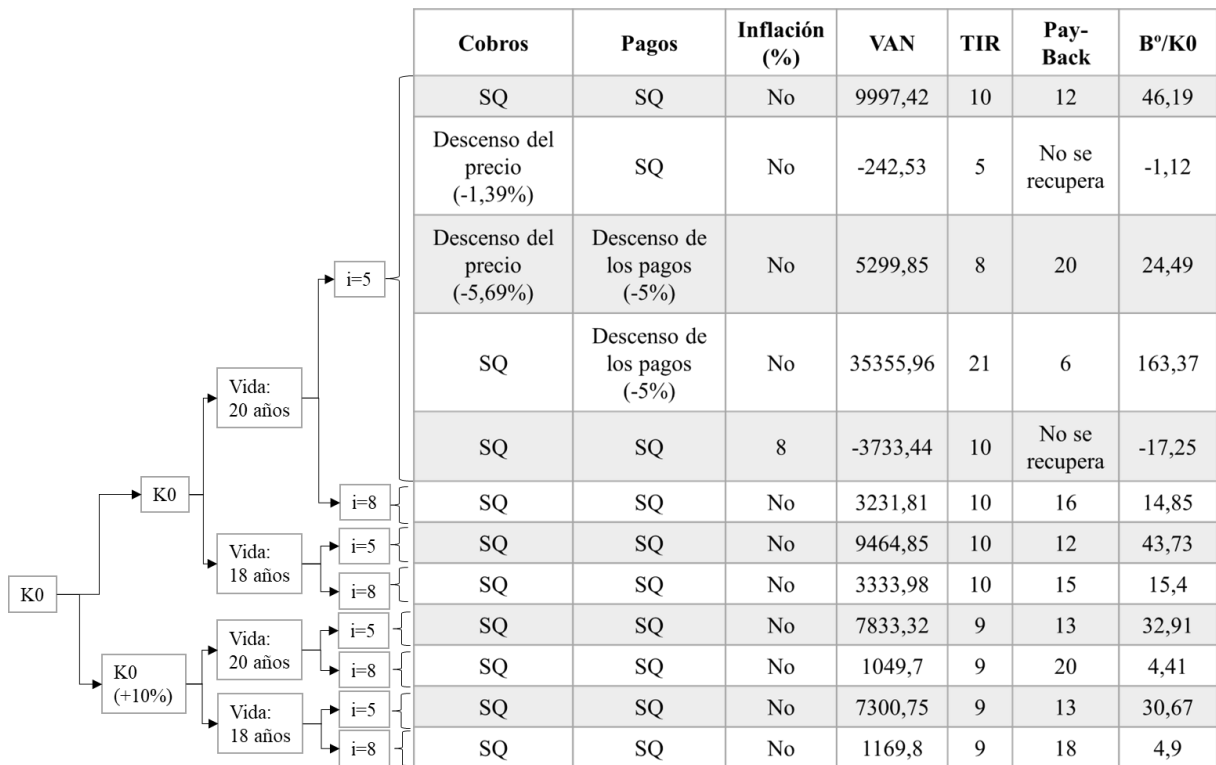 Cobros Pagos Inflación (%) VAN TIR Pay-Back Bº/K0
SQ SQ No 9997,42 10 12 46,19
Descenso del precio (-1,39%) SQ No -242,53 5 No se recupera -1,12
Descenso del precio (-5,69%) Descenso de los pagos (-5%) No 5299,85 8 20 24,49
SQ Descenso de los pagos (-5%) No 35355,96 21 6 163,37
SQ SQ 8 -3733,44 10 No se recupera -17,25
SQ SQ No 3231,81 10 16 14,85
SQ SQ No 9464,85 10 12 43,73
SQ SQ No 3333,98 10 15 15,4
SQ SQ No 7833,32 9 13 32,91
SQ SQ No 1049,7 9 20 4,41
SQ SQ No 7300,75 9 13 30,67
SQ SQ No 1169,8 9 18 4,9
K0
K0
K0
(+10%)
Vida:
20 años
Vida:
18 años
Vida:
20 años
Vida:
18 años
i=5
i=8
i=5
i=8
i=5
i=8
i=5
i=8